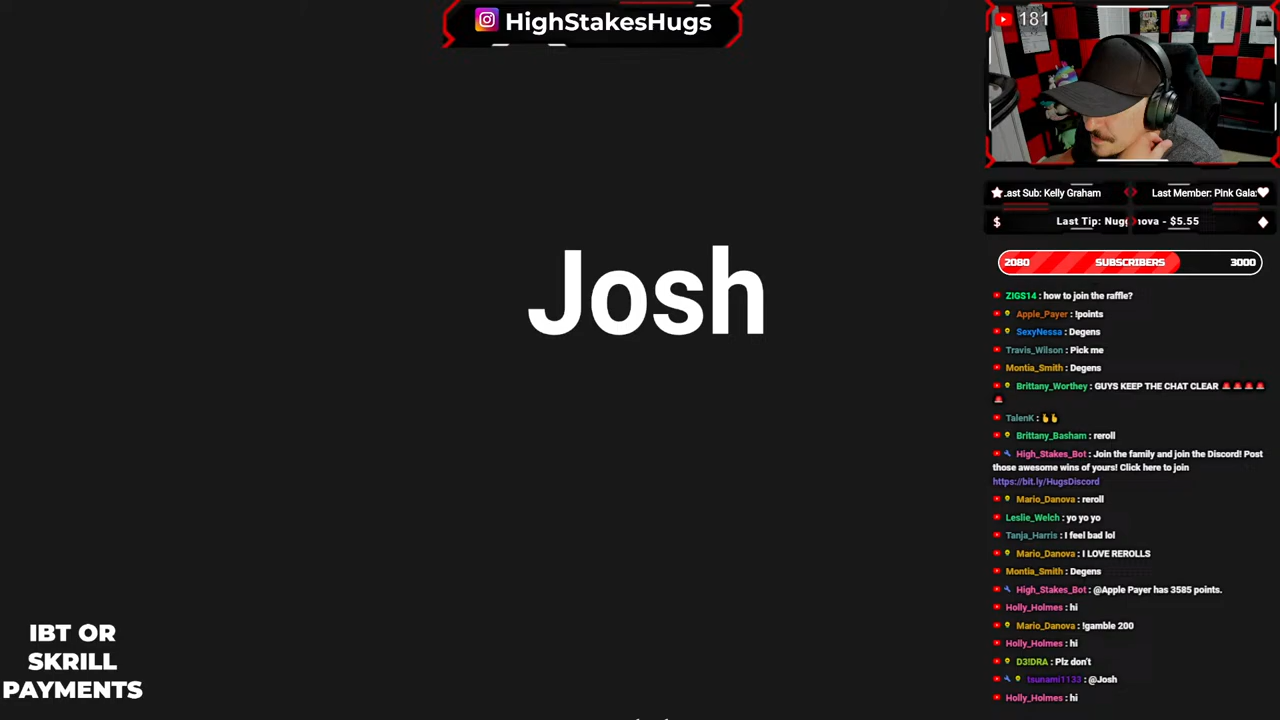 HighStakesHugs
181
Last Sub: Kelly Graham
Last Member: Pink Gala
$ Last Tip: Nugg nova - $5.55
2080 SUBSCRIBERS 3000
Josh
ZIGS14 : how to join the raffle?
Apple_Payer : !points
SexyNessa : Degens
Travis_Wilson : Pick me
Montia_Smith : Degens
Brittany_Worthey : GUYS KEEP THE CHAT CLEAR 🚨🚨🚨🚨
🚨
TalenK :
Brittany_Basham : reroll
High_Stakes_Bot : Join the family and join the Discord! Post
those awesome wins of yours! Click here to join
https://bit.ly/HugsDiscord
Mario_Danova : reroll
Leslie_Welch : yo yo yo
Tanja_Harris : I feel bad lol
Mario_Danova : I LOVE REROLLS
Montia_Smith : Degens
High_Stakes_Bot : @Apple Payer has 3585 points.
Holly_Holmes : hi
Mario_Danova : !gamble 200
Holly_Holmes : hi
D3!DRA : Plz don't
tsunami1133 : @Josh
Holly_Holmes : hi
IBT OR
SKRILL
PAYMENTS